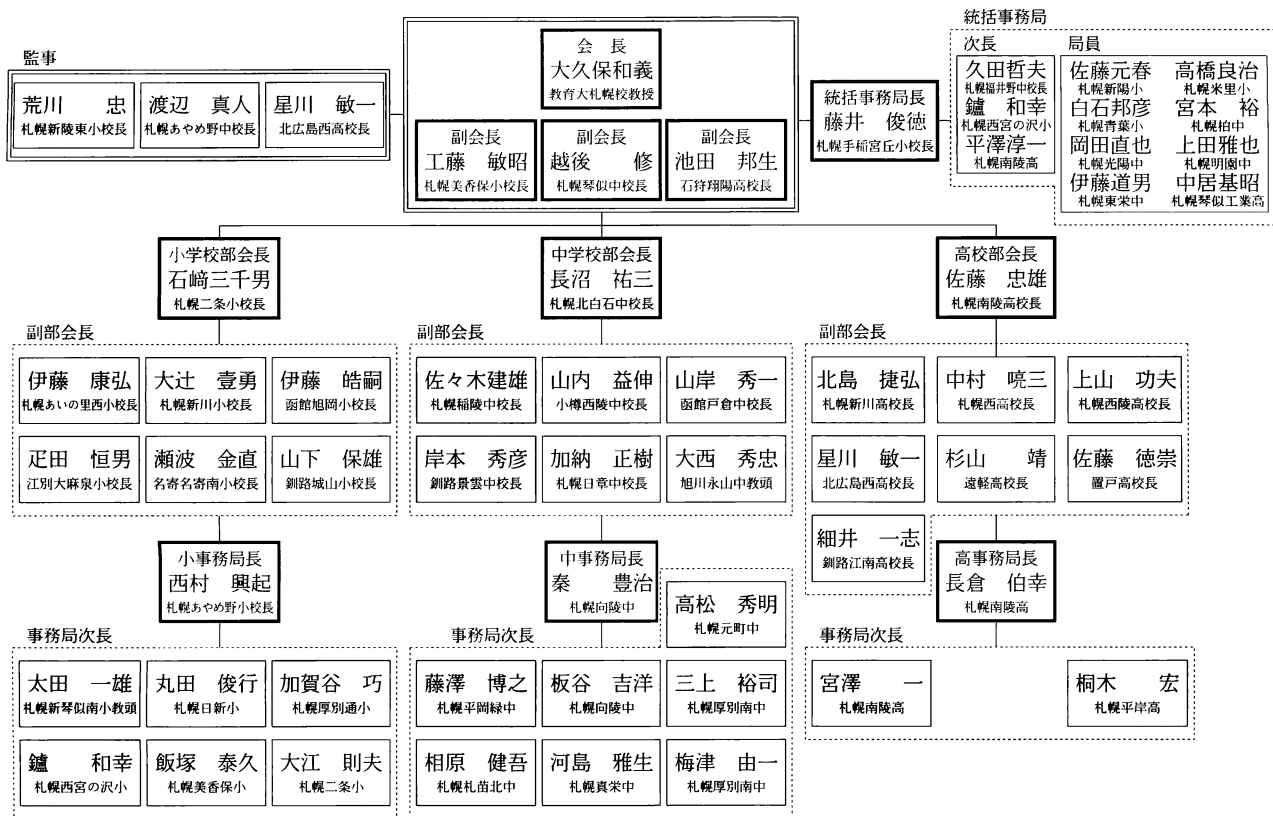 監事
荒川 忠
札幌新陵東小校長
渡辺 真人
札幌あやめ野中校長
星川 敏一
北広島西高校長
会 長
大久保和義
教育大札幌校教授
副会長
工藤 敏昭
札幌美香保小校長
副会長
越後 修
札幌琴似中校長
副会長
池田 邦生
石狩翔陽高校長
統括事務局長
藤井 俊徳
札幌手稲宮丘小校長
統括事務局
次長
久田哲夫
札幌福井野中校長
鑪 和幸
札幌西宮の沢小
平澤淳一
札幌南陵高
局員
佐藤元春 高橋良治
札幌新陽小 札幌米里小
白石邦彦 宮本 裕
札幌青葉小 札幌柏中
岡田直也 上田雅也
札幌光陽中 札幌明園中
伊藤道男 中居基昭
札幌東栄中 札幌琴似工業高
小学校部会長
石﨑三千男
札幌二条小校長
副部会長
伊藤 康弘
札幌あいの里西小校長
大辻 壹勇
札幌新川小校長
伊藤 皓嗣
函館旭岡小校長
疋田 恒男
江別大麻泉小校長
瀬波 金直
名寄名寄南小校長
山下 保雄
釧路城山小校長
小事務局長
西村 興起
札幌あやめ野小校長
事務局次長
太田 一雄
札幌新琴似南小教頭
丸田 俊行
札幌日新小
加賀谷 巧
札幌厚別通小
鑪 和幸
札幌西宮の沢小
飯塚 泰久
札幌美香保小
大江 則夫
札幌二条小
中学校部会長
長沼 祐三
札幌北白石中校長
副部会長
佐々木建雄
札幌稲陵中校長
山内 益伸
小樽西陵中校長
山岸 秀一
函館戸倉中校長
岸本 秀彦
釧路景雲中校長
加納 正樹
札幌日章中校長
大西 秀忠
旭川永山中教頭
中事務局長
秦 豊治
札幌向陵中
事務局次長
高松 秀明
札幌元町中
藤澤 博之
札幌平岡緑中
板谷 吉洋
札幌向陵中
三上 裕司
札幌厚別南中
相原 健吾
札幌札苗北中
河島 雅生
札幌真栄中
梅津 由一
札幌厚別南中
高校部会長
佐藤 忠雄
札幌南陵高校長
副部会長
北島 捷弘
札幌新川高校長
中村 喨三
札幌西高校長
上山 功夫
札幌西陵高校長
星川 敏一
北広島西高校長
杉山 靖
遠軽高校長
佐藤 徳崇
置戸高校長
細井 一志
釧路江南高校長
高事務局長
長倉 伯幸
札幌南陵高
事務局次長
宮澤 一
札幌南陵高
桐木 宏
札幌平岸高